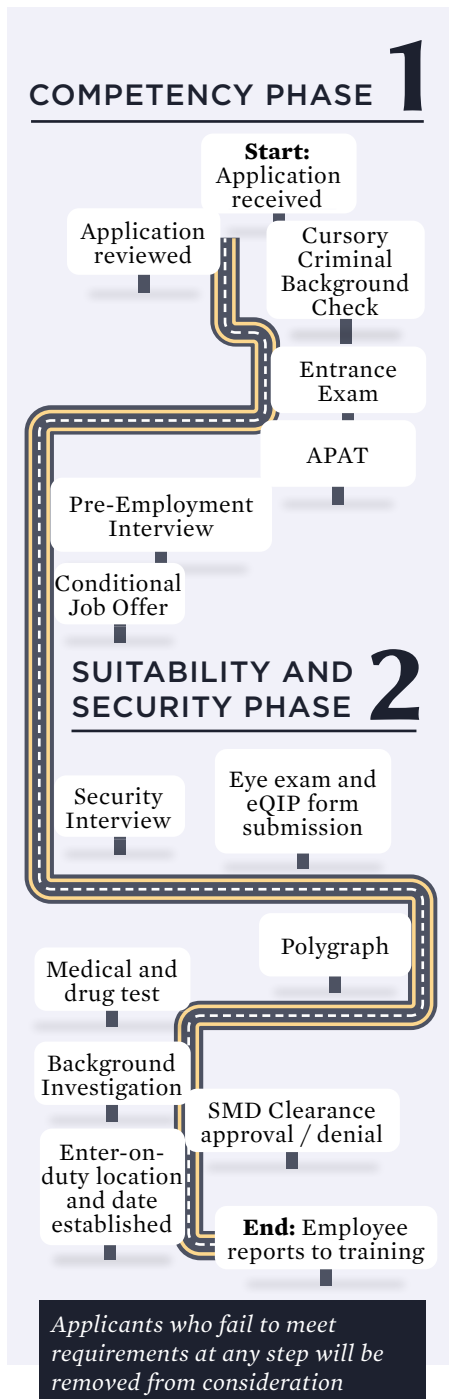 COMPETENCY PHASE 1
Start:
Application
received
Application
reviewed
Cursory
Criminal
Background
Check
Entrance
Exam
APAT
Pre-Employment
Interview
Conditional
Job Offer
SUITABILITY AND
SECURITY PHASE 2
Security
Interview
Eye exam and
eQIP form
submission
Polygraph
Medical and
drug test
Background
Investigation
SMD Clearance
approval / denial
Enter-on-
duty location
and date
established
End: Employee
reports to training
Applicants who fail to meet
requirements at any step will be
removed from consideration